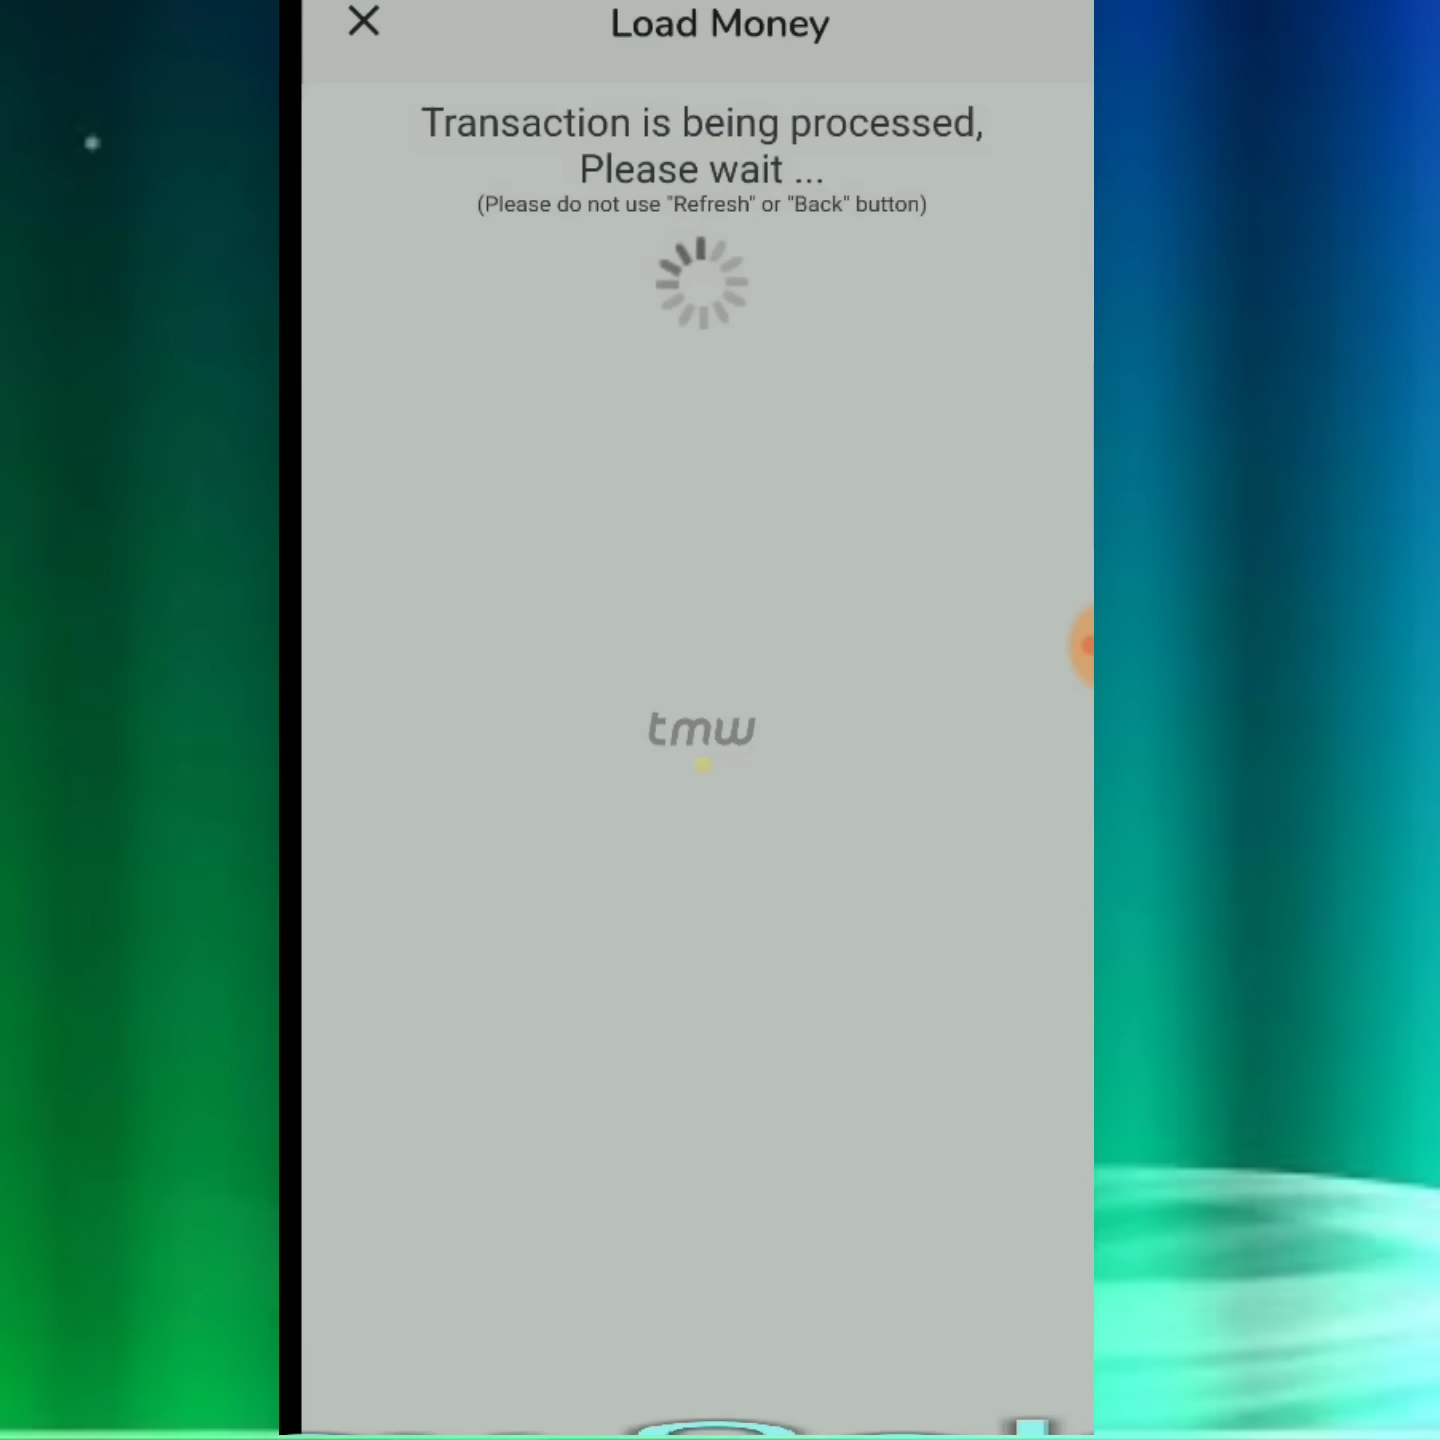 Load Money
Transaction is being processed,
Please wait ...
(Please do not use "Refresh" or "Back" button)
tmw